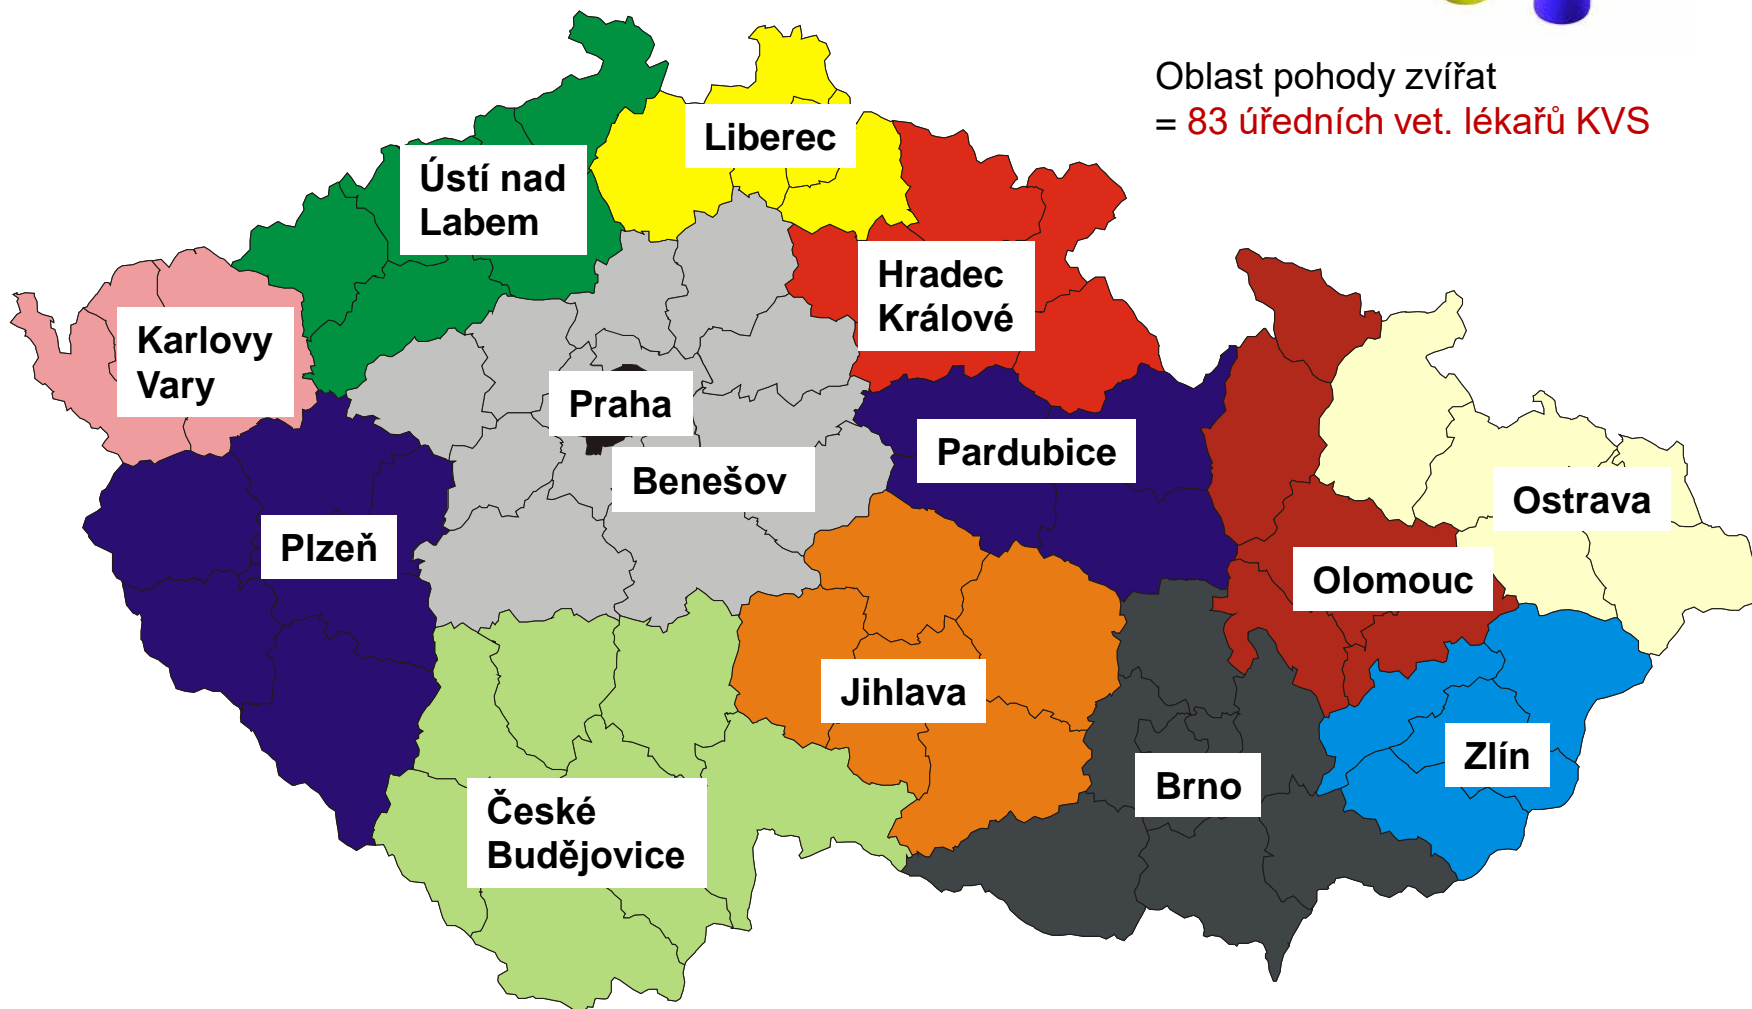 Oblast pohody zvířat
= 83 úředních vet. lékařů KVS
Liberec
Ústí nad
Labem
Hradec
Králové
Karlovy
Vary
Praha
Pardubice
Benešov
Ostrava
Plzeň
Olomouc
Jihlava
Zlín
Brno
České
Budějovice